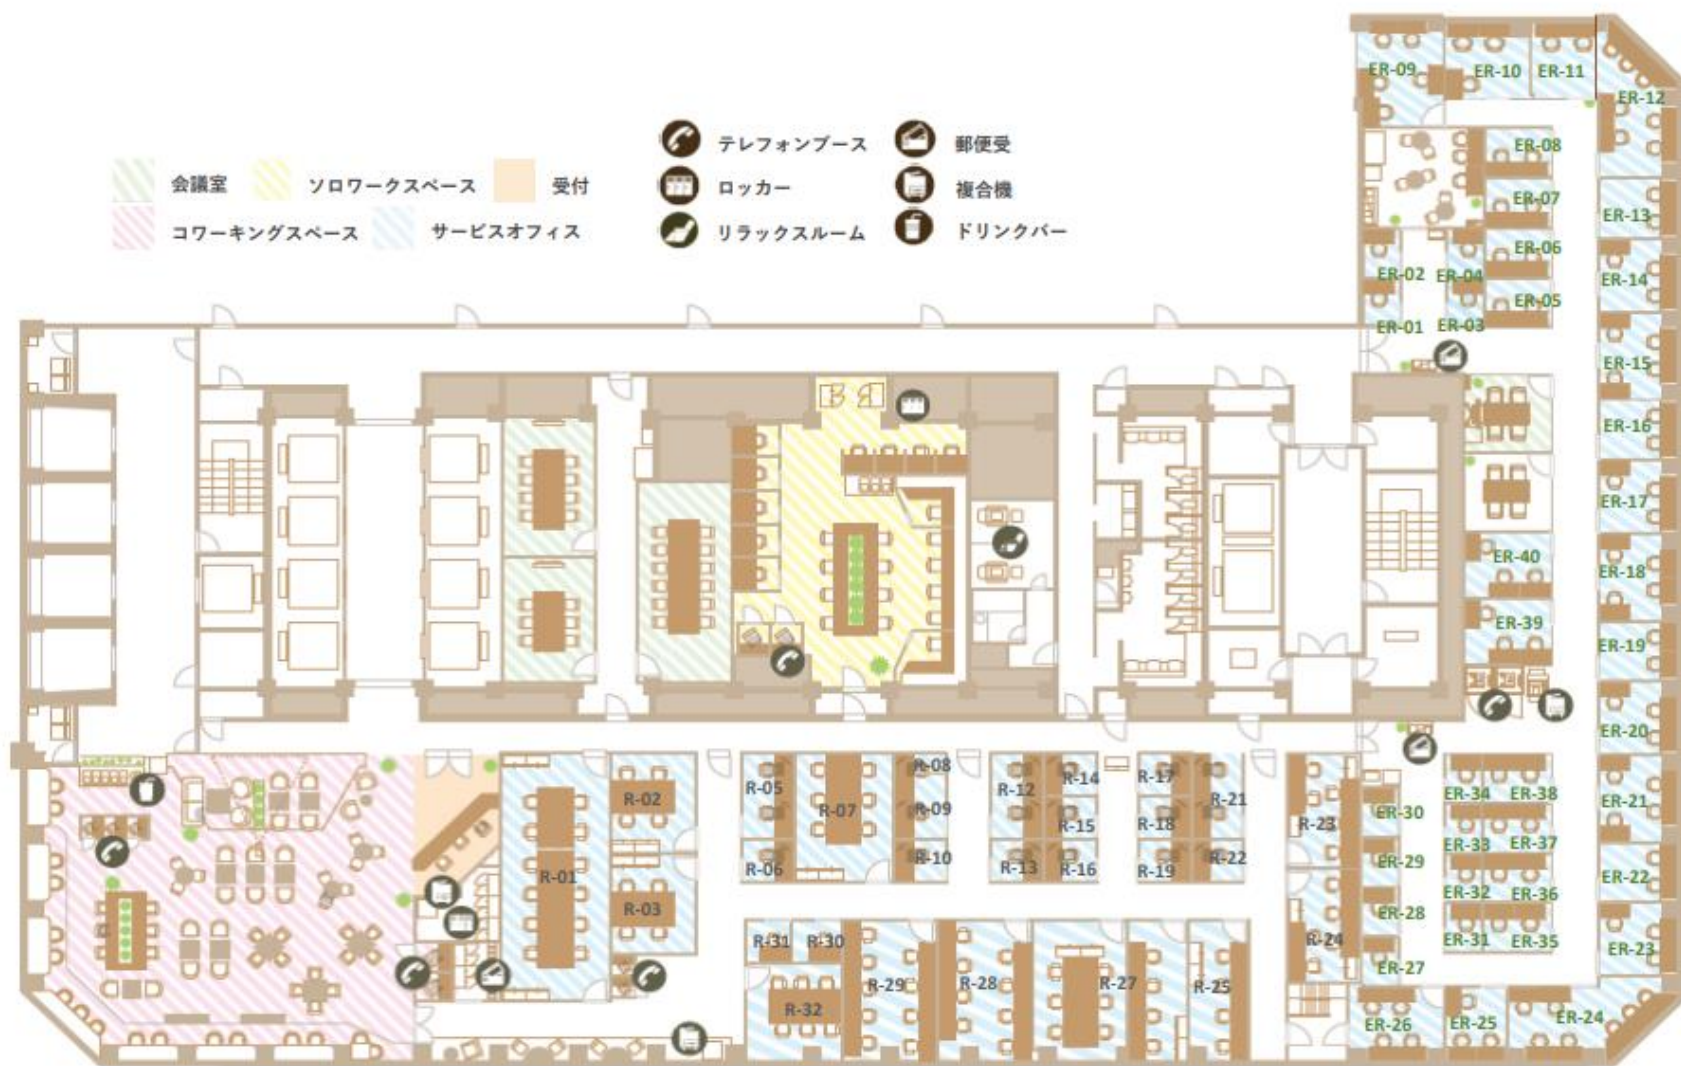 会議室
ソロワークスペース
受付
コワーキングスペース
サービスオフィス
テレフォンブース
ロッカー
リラックスルーム
郵便受
複合機
ドリンクバー
ER-09
ER-10
ER-11
ER-12
ER-08
ER-07
ER-13
ER-06
ER-02
ER-04
ER-14
ER-05
ER-01
ER-03
ER-15
ER-16
ER-17
ER-40
ER-18
ER-39
ER-19
ER-20
R-01
R-02
R-03
R-05
R-06
R-07
R-08
R-09
R-10
R-12
R-13
R-14
R-15
R-16
R-17
R-18
R-19
R-21
R-22
R-23
R-24
R-31
R-30
R-32
R-29
R-28
R-27
R-25
ER-30
ER-29
ER-28
ER-27
ER-34
ER-38
ER-33
ER-37
ER-32
ER-36
ER-31
ER-35
ER-21
ER-22
ER-23
ER-26
ER-25
ER-24